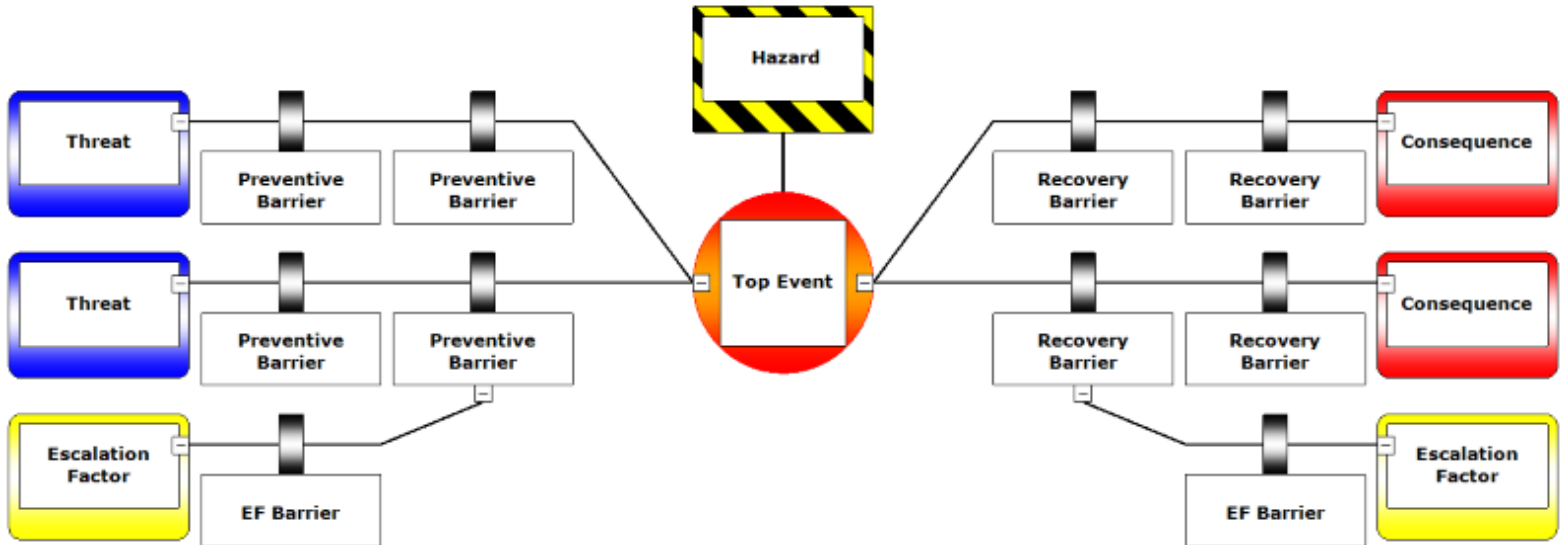 Hazard
Threat
Preventive
Barrier
Preventive
Barrier
Recovery
Barrier
Recovery
Barrier
Consequence
Threat
Preventive
Barrier
Preventive
Barrier
Top Event
Recovery
Barrier
Recovery
Barrier
Consequence
Escalation
Factor
EF Barrier
EF Barrier
Escalation
Factor